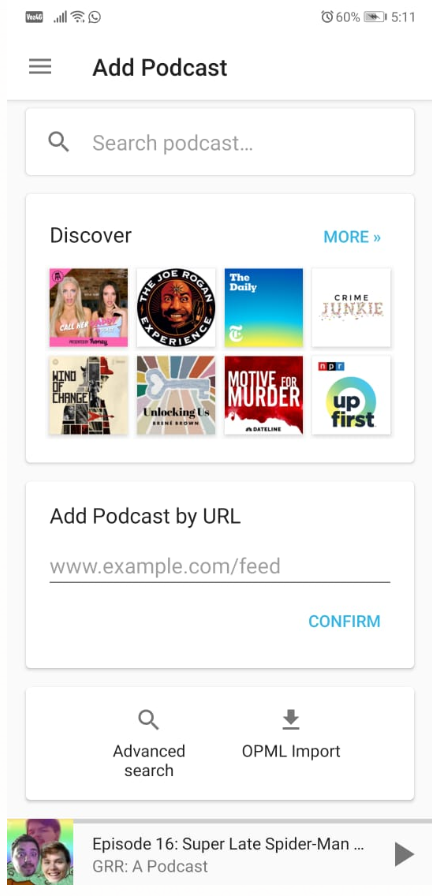 VoLTE 60% 5:11
Add Podcast
Search podcast...
Discover
MORE »
CALL HER
THE JOE ROGAN
EXPERIENCE
The
Daily
CRIME
JUNKIE
WIND
OF
CHANGE
Unlocking Us
BRENÉ BROWN
MOTIVE FOR
MURDER
DATELINE
npr
up
first
Add Podcast by URL
www.example.com/feed
CONFIRM
Advanced
search
OPML Import
Episode 16: Super Late Spider-Man ...
GRR: A Podcast